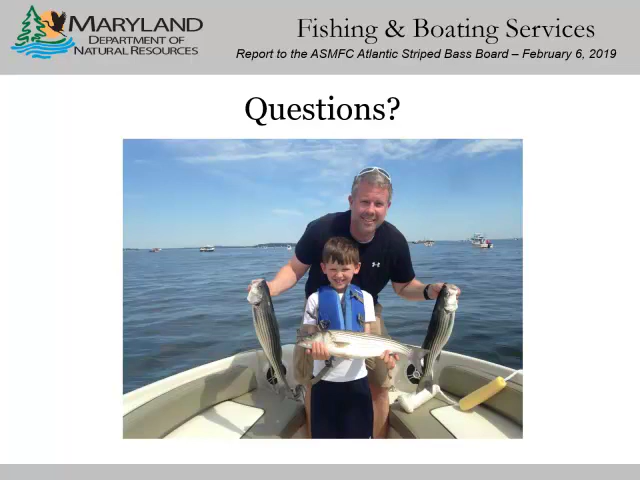 MARYLAND
DEPARTMENT OF
NATURAL RESOURCES
Fishing & Boating Services
Report to the ASMFC Atlantic Striped Bass Board – February 6, 2019
Questions?